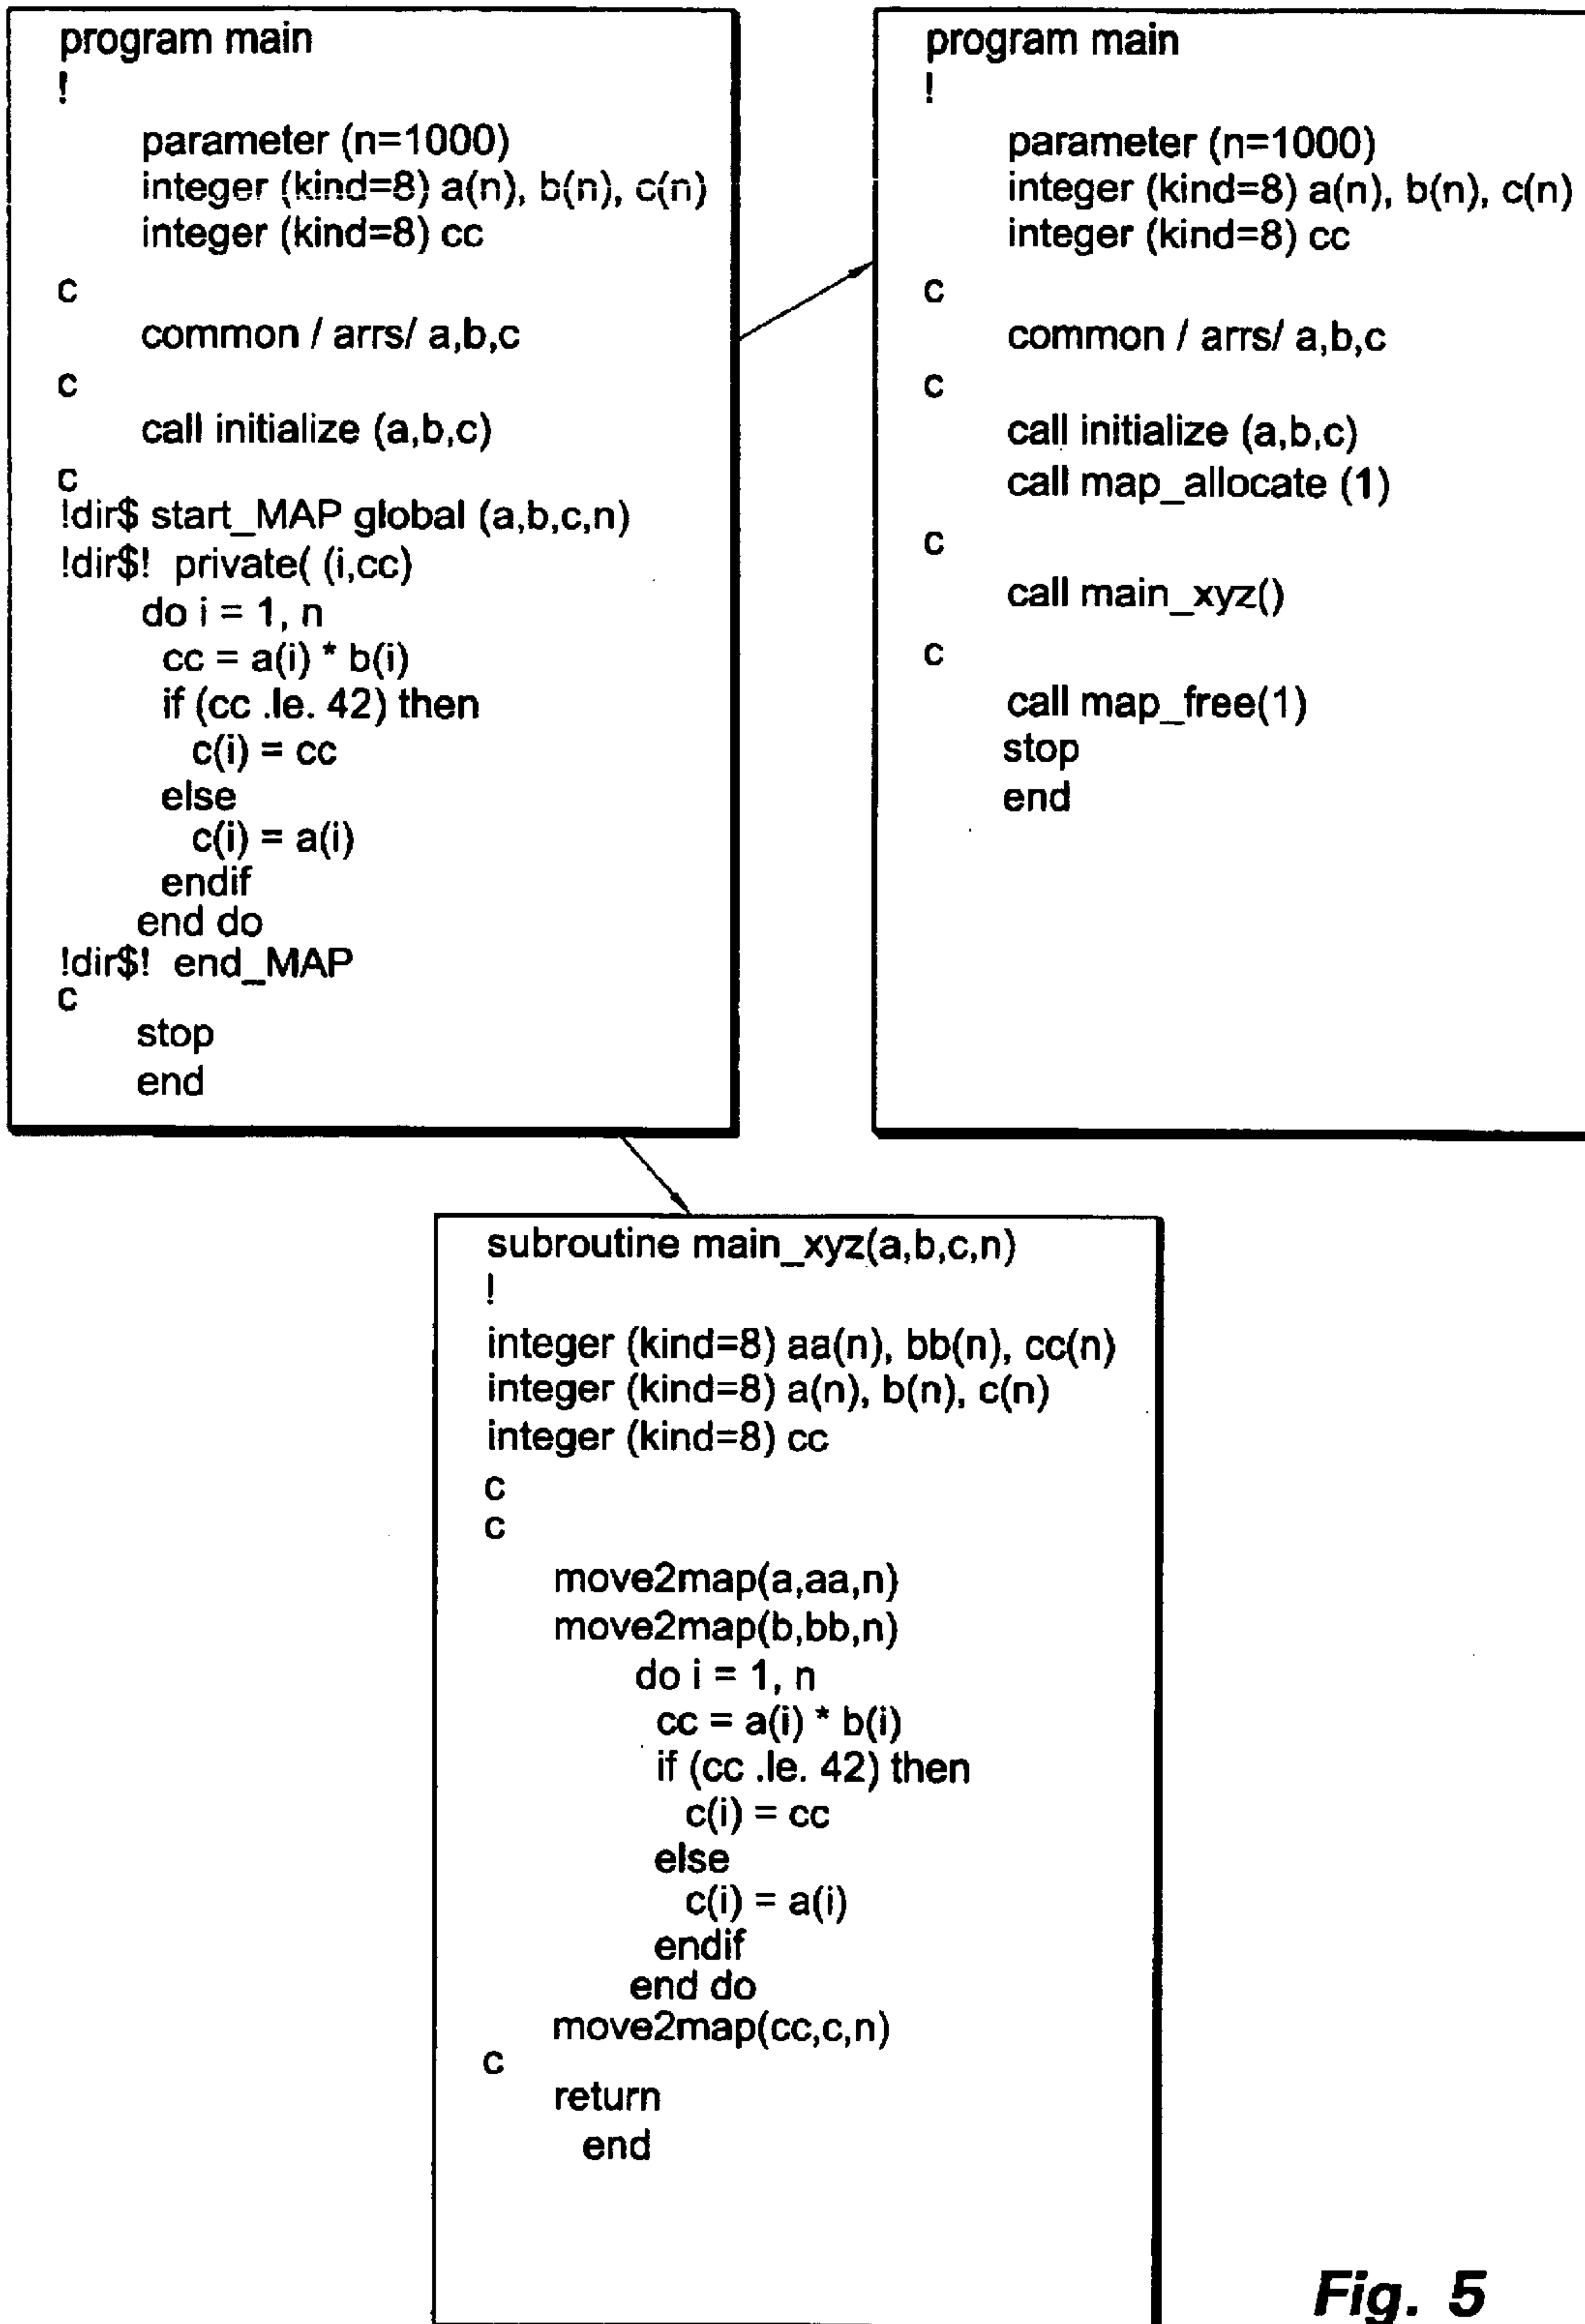 program main
!
parameter (n=1000)
integer (kind=8) a(n), b(n), c(n)
integer (kind=8) cc
c
common / arrs/ a,b,c
c
call initialize (a,b,c)
c
!dir$ start_MAP global (a,b,c,n)
!dir$! private( (i,cc)
do i = 1, n
cc = a(i) * b(i)
if (cc .le. 42) then
c(i) = cc
else
c(i) = a(i)
endif
end do
!dir$! end_MAP
c
stop
end
program main
!
parameter (n=1000)
integer (kind=8) a(n), b(n), c(n)
integer (kind=8) cc
c
common / arrs/ a,b,c
c
call initialize (a,b,c)
call map_allocate (1)
c
call main_xyz()
c
call map_free(1)
stop
end
subroutine main_xyz(a,b,c,n)
!
integer (kind=8) aa(n), bb(n), cc(n)
integer (kind=8) a(n), b(n), c(n)
integer (kind=8) cc
c
c
move2map(a,aa,n)
move2map(b,bb,n)
do i = 1, n
cc = a(i) * b(i)
if (cc .le. 42) then
c(i) = cc
else
c(i) = a(i)
endif
end do
move2map(cc,c,n)
c
return
end
Fig. 5